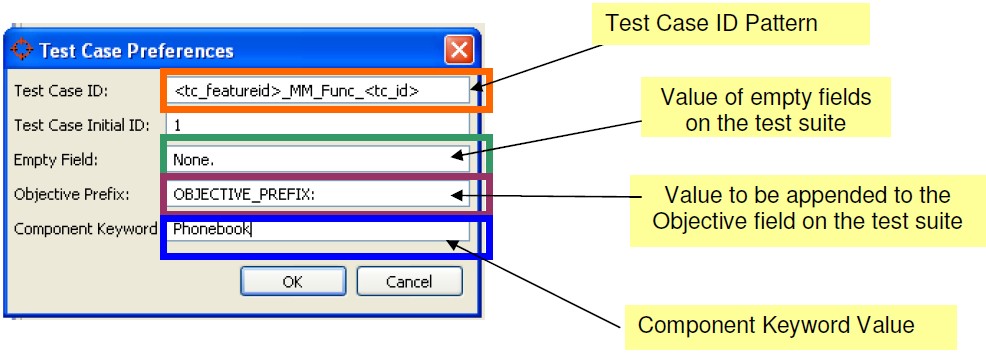 Test Case ID Pattern
Test Case Preferences
Test Case ID:
<tc_featureid>_MM_Func_<tc_id>
Test Case Initial ID:
1
Value of empty fields
on the test suite
Empty Field:
None.
Objective Prefix:
OBJECTIVE_PREFIX:
Value to be appended to the
Objective field on the test suite
Component Keyword
Phonebook
OK
Cancel
Component Keyword Value